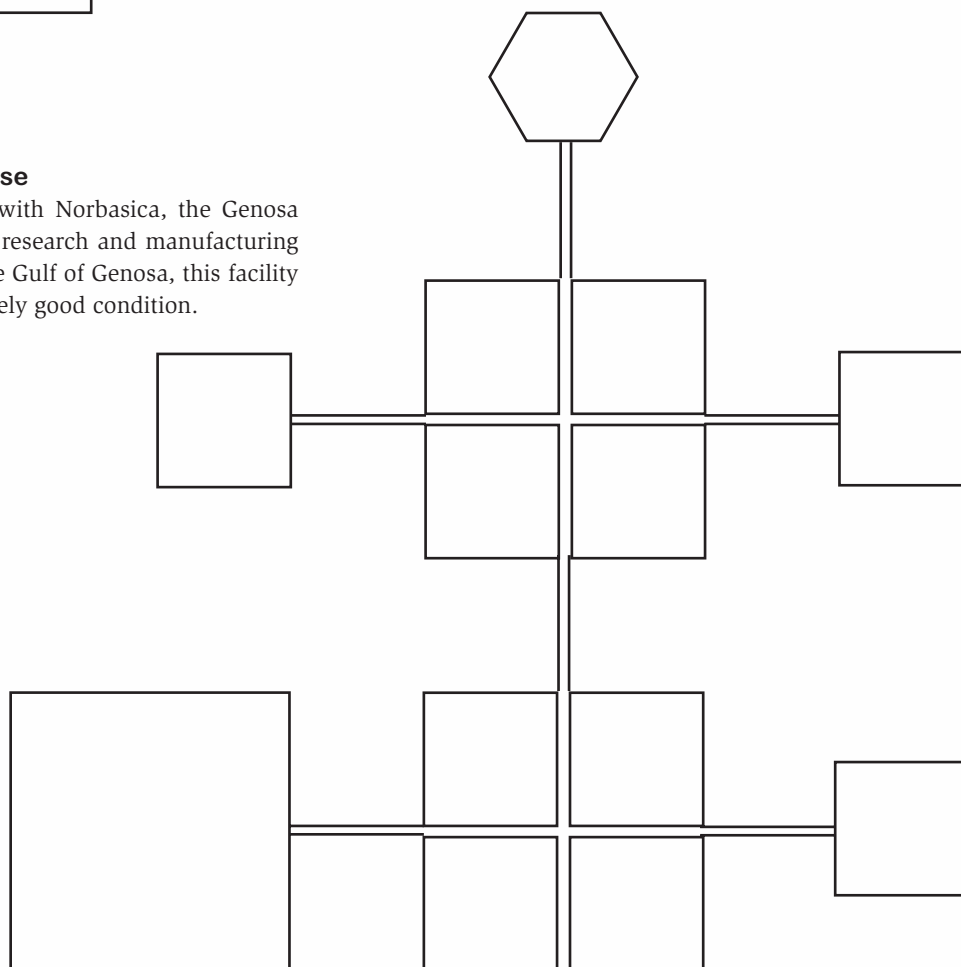 se
with Norbasica, the Genosa
research and manufacturing
e Gulf of Genosa, this facility
ely good condition.